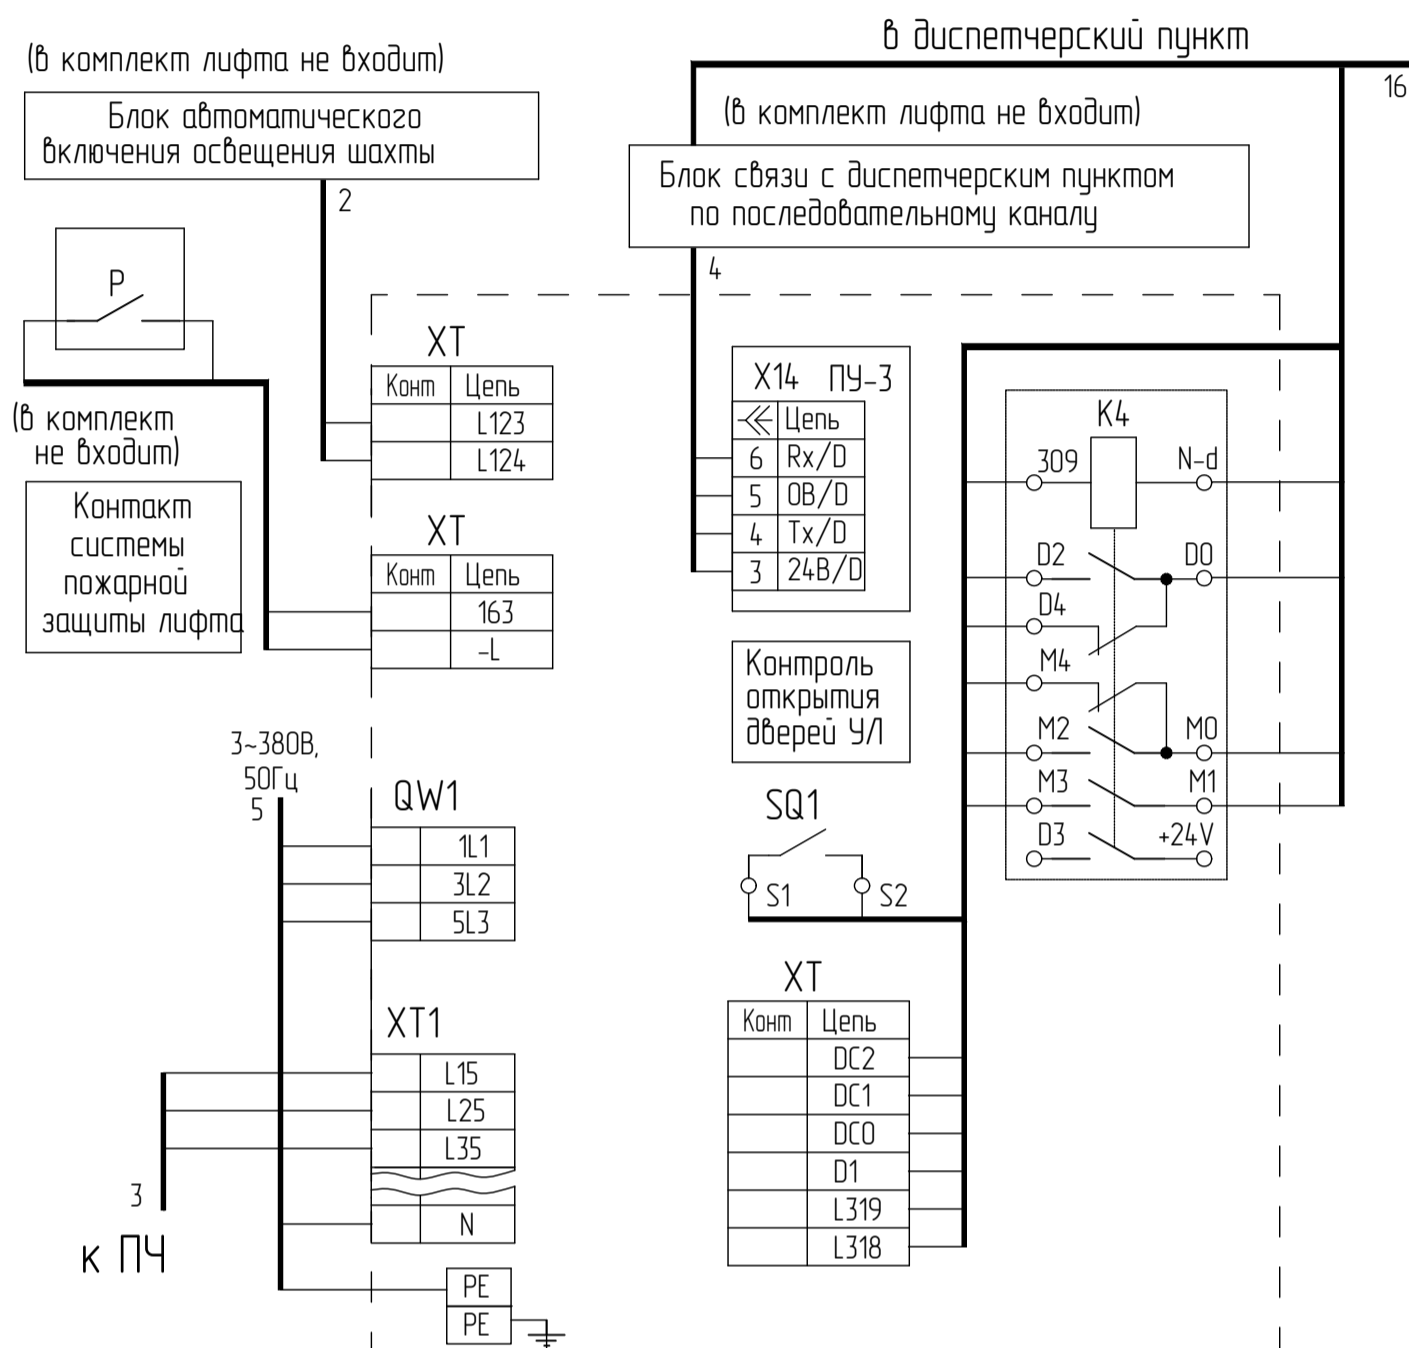 (в комплект лифта не входит)
Блок автоматического
включения освещения шахты
2
P
(в комплект
не входит)
Контакт
системы
пожарной
защиты лифта
XT
Конт Цепь
L123
L124
XT
Конт Цепь
163
-L
3~380В,
50Гц
5
QW1
1L1
3L2
5L3
XT1
L15
L25
L35
N
3
к ПЧ
PE
PE
в диспетчерский пункт
16
(в комплект лифта не входит)
Блок связи с диспетчерским пунктом
по последовательному каналу
4
X14 ПУ-3
Цепь
6 Rx/D
5 0В/D
4 Tx/D
3 24В/D
Контроль
открытия
дверей УЛ
SQ1
S1 S2
XT
Конт Цепь
DC2
DC1
DC0
D1
L319
L318
K4
309 N-d
D2 D0
D4
M4
M2 M0
M3 M1
D3 +24V